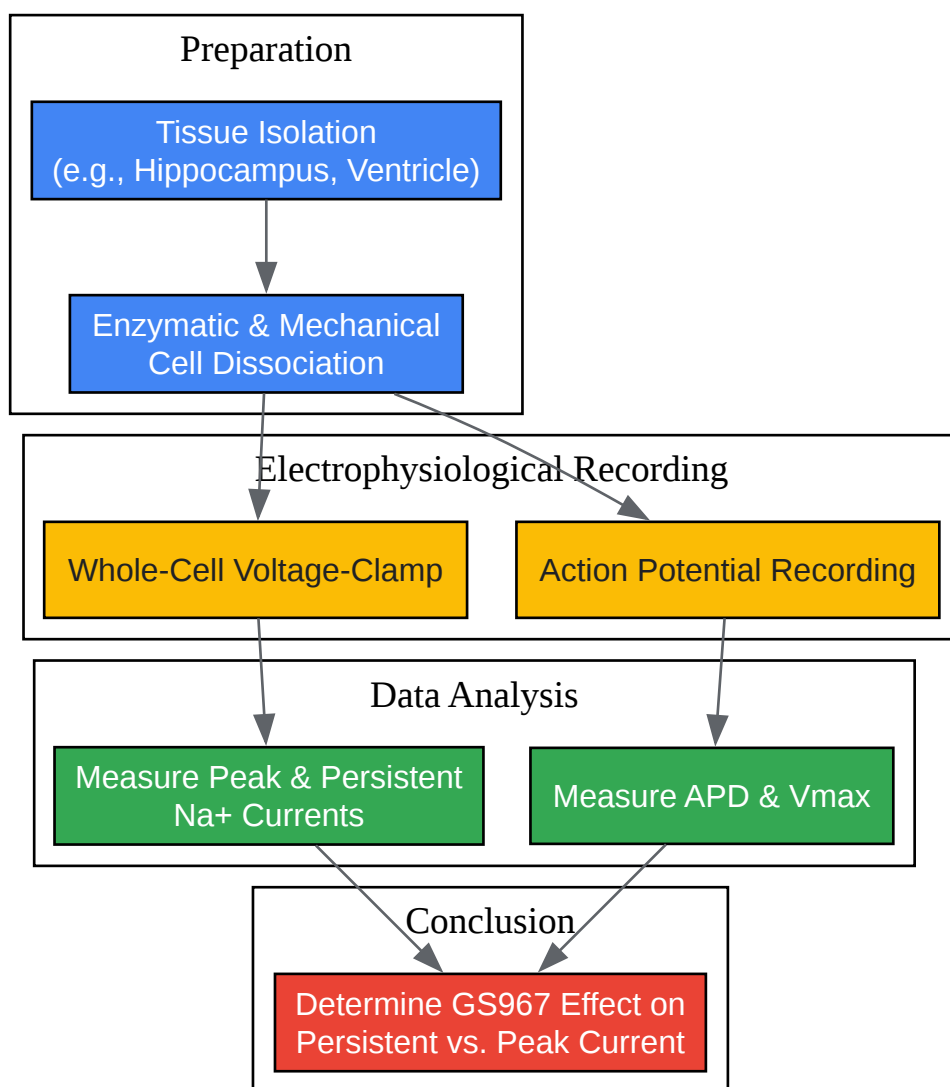 Preparation
Tissue Isolation
(e.g., Hippocampus, Ventricle)
Enzymatic & Mechanical
Cell Dissociation
Electrophysiological Recording
Whole-Cell Voltage-Clamp
Action Potential Recording
Data Analysis
Measure Peak & Persistent
Na+ Currents
Measure APD & Vmax
Conclusion
Determine GS967 Effect on
Persistent vs. Peak Current